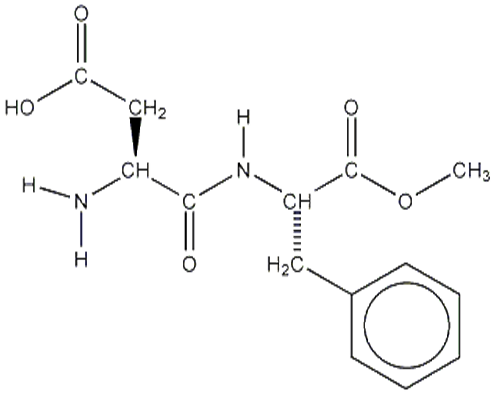 O
HO C CH₂
H O
H N CH C N CH C O CH₃
H O H₂C